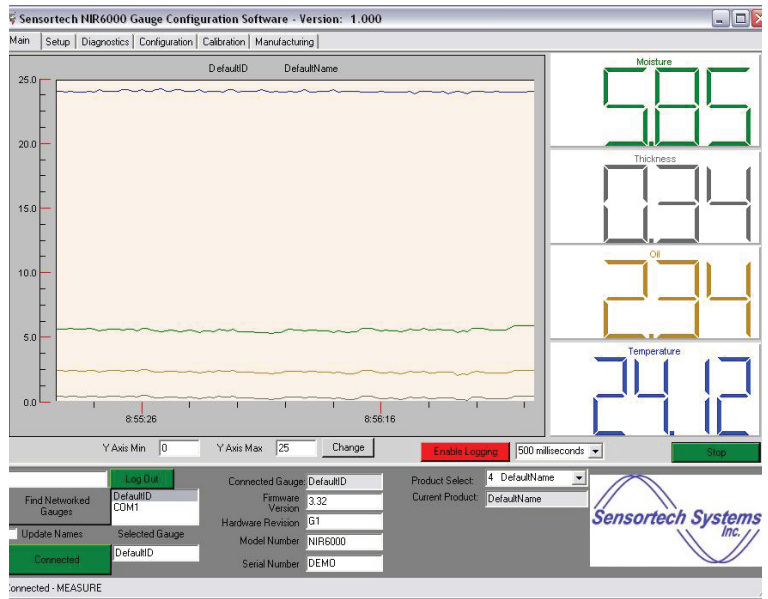 Sensortech NIR6000 Gauge Configuration Software - Version: 1.000
Main Setup Diagnostics Configuration Calibration Manufacturing
DefaultID DefaultName
25.0
20.0
15.0
10.0
5.0
0.0
8:55:26 8:56:16
Moisture
5.85
Thickness
0.34
Oil
2.34
Temperature
24.12
Y Axis Min 0 Y Axis Max 25 Change Enable Logging 500 milliseconds Stop
Log Out
Find Networked
Gauges
DefaultID
COM1
Update Names Selected Gauge
Connected DefaultID
Connected Gauge: DefaultID
Firmware
Version 3.32
Hardware Revision G1
Model Number NIR6000
Serial Number DEMO
Product Select: 4 DefaultName
Current Product: DefaultName
Sensortech Systems
Inc.
onnected - MEASURE